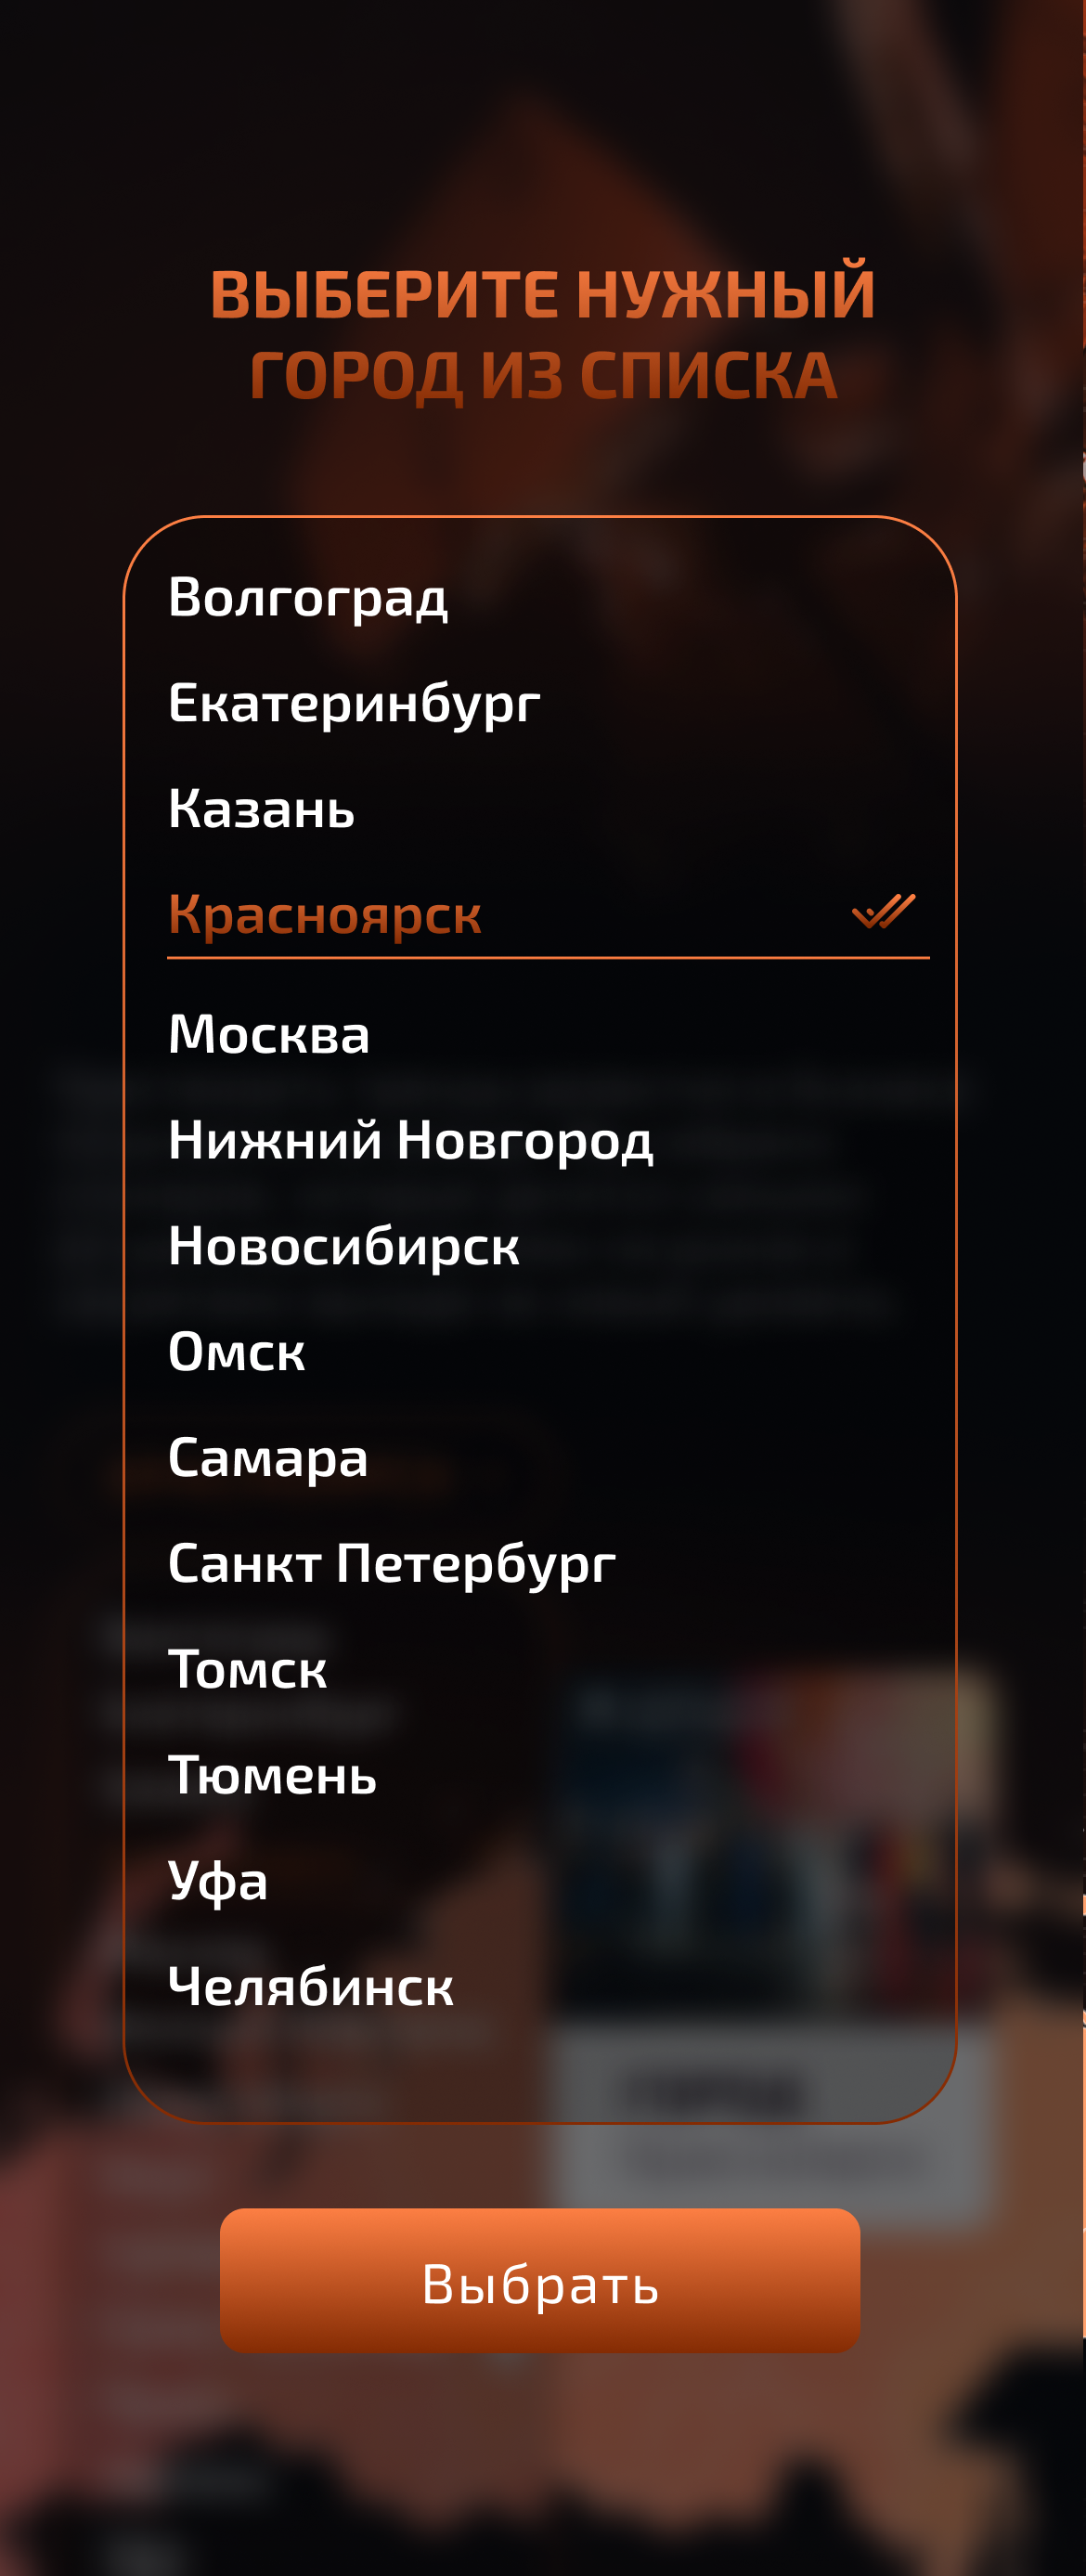 ВЫБЕРИТЕ НУЖНЫЙ
ГОРОД ИЗ СПИСКА
Волгоград
Екатеринбург
Казань
Красноярск
Москва
Нижний Новгород
Новосибирск
Омск
Самара
Санкт Петербург
Томск
Тюмень
Уфа
Челябинск
Выбрать